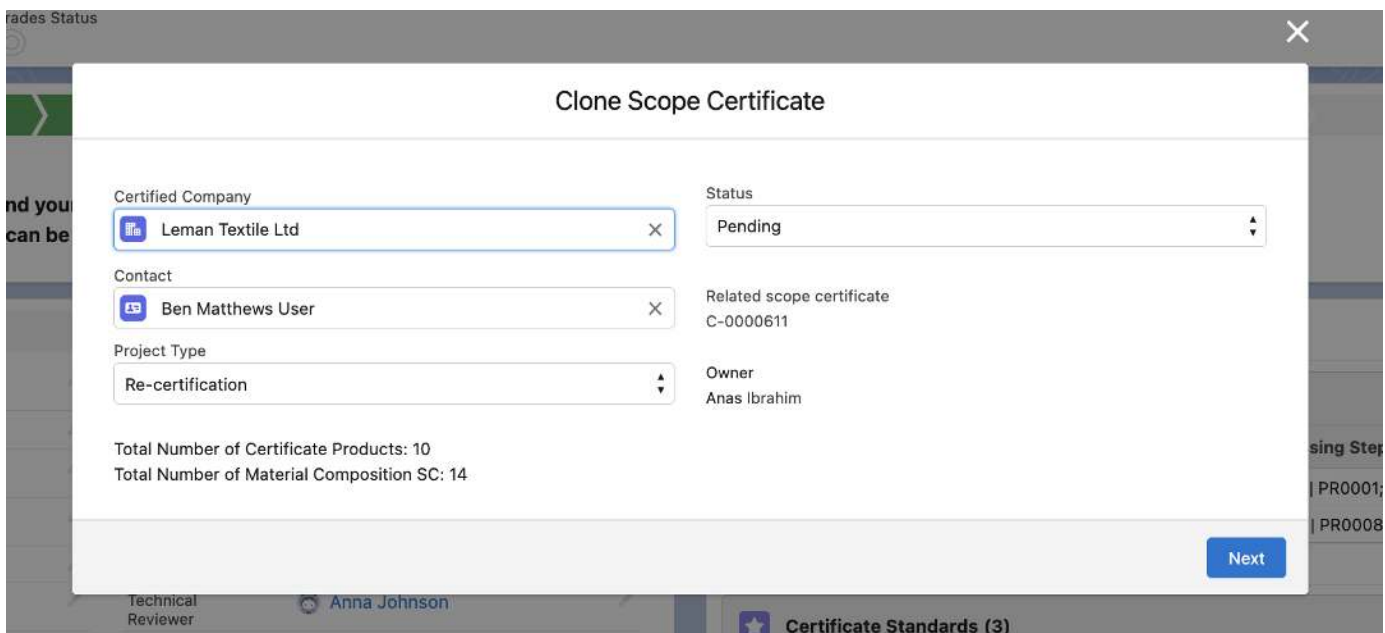 rades Status
Clone Scope Certificate
nd your
can be
Certified Company
Leman Textile Ltd
Status
Pending
Contact
Ben Matthews User
Related scope certificate
C-0000611
Project Type
Re-certification
Owner
Anas Ibrahim
Total Number of Certificate Products: 10
Total Number of Material Composition SC: 14
sing Step
| PR0001;
| PR0008
Next
Technical
Reviewer
Anna Johnson
Certificate Standards (3)